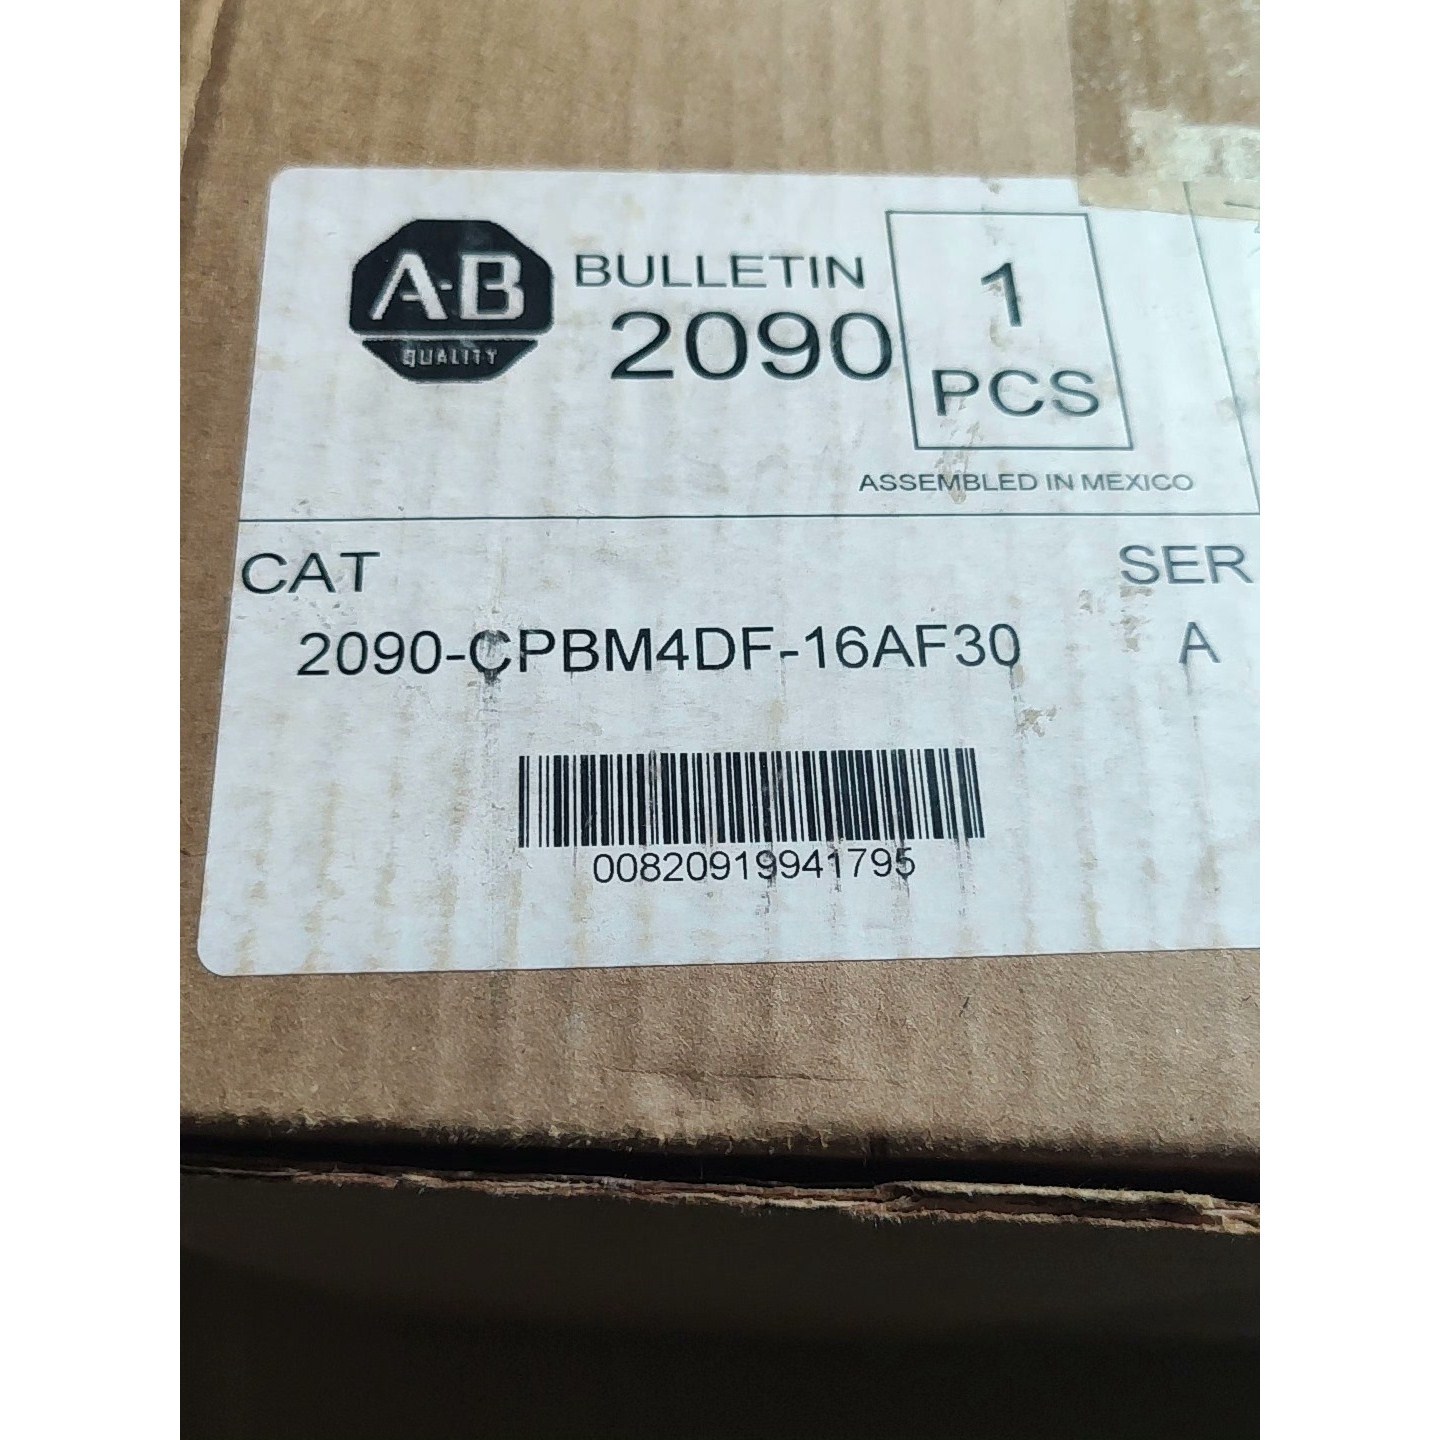 A-B
QUALITY
BULLETIN
2090
1
PCS
ASSEMBLED IN MEXICO
CAT
SER
2090-CPBM4DF-16AF30
A
00820919941795